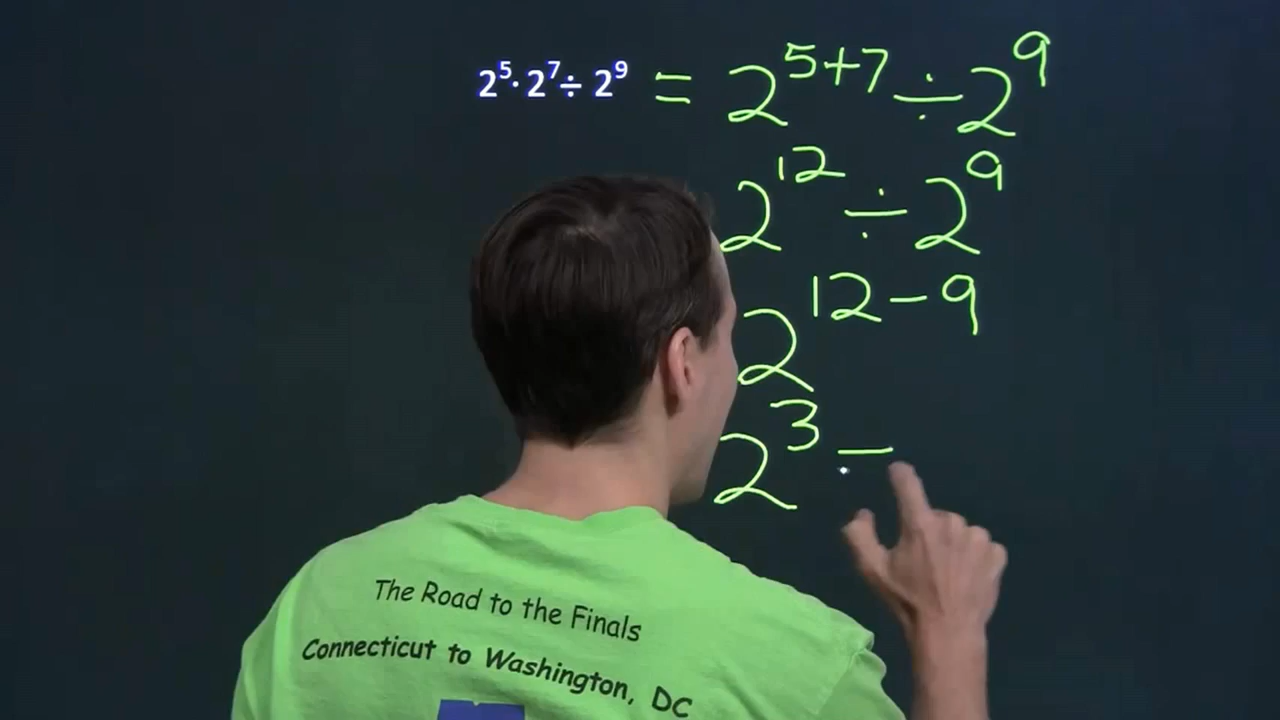 2⁵·2⁷÷ 2⁹ = 2⁵⁺⁷ ÷ 2⁹
2¹² ÷ 2⁹
2¹²⁻⁹
2³ –
The Road to the Finals
Connecticut to Washington, DC